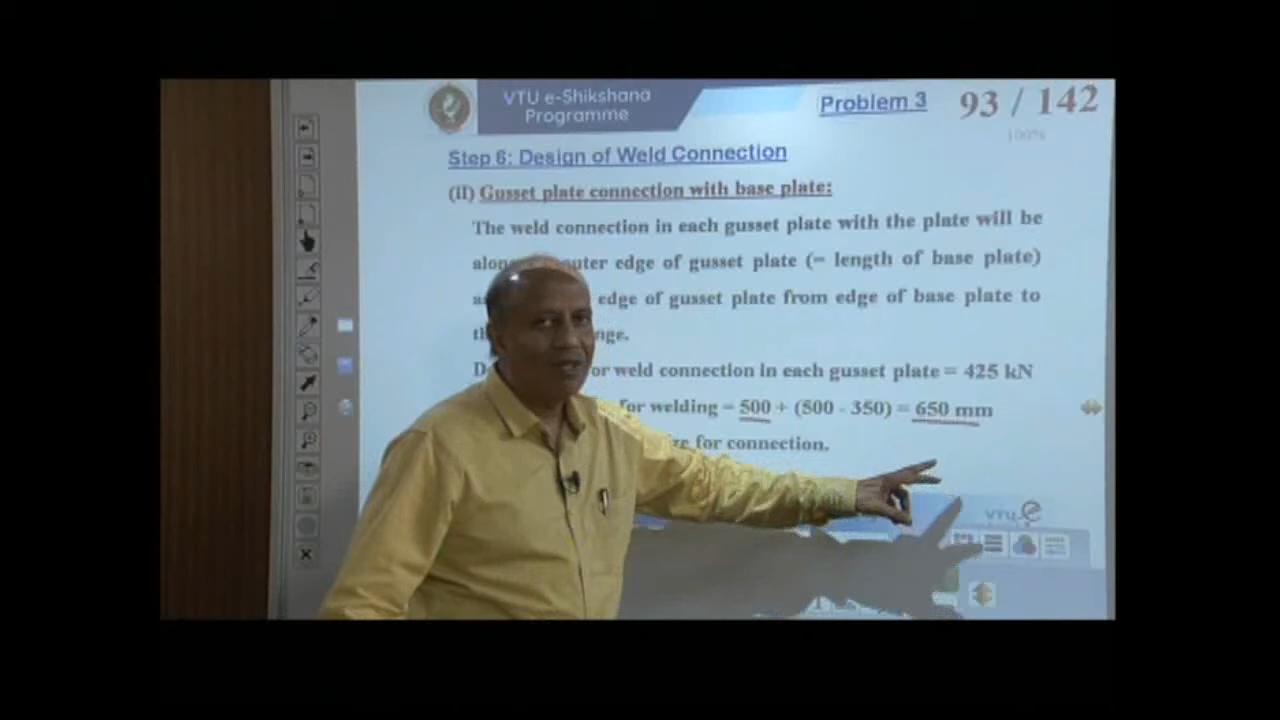 VTU e-Shikshana
Programme
Problem 3
93 / 142
100%
Step 6: Design of Weld Connection
(II) Gusset plate connection with base plate:
The weld connection in each gusset plate with the plate will be
outer edge of gusset plate (= length of base plate)
edge of gusset plate from edge of base plate to
or weld connection in each gusset plate = 425 kN
for welding = 500 + (500 - 350) = 650 mm
for connection.
VTU e